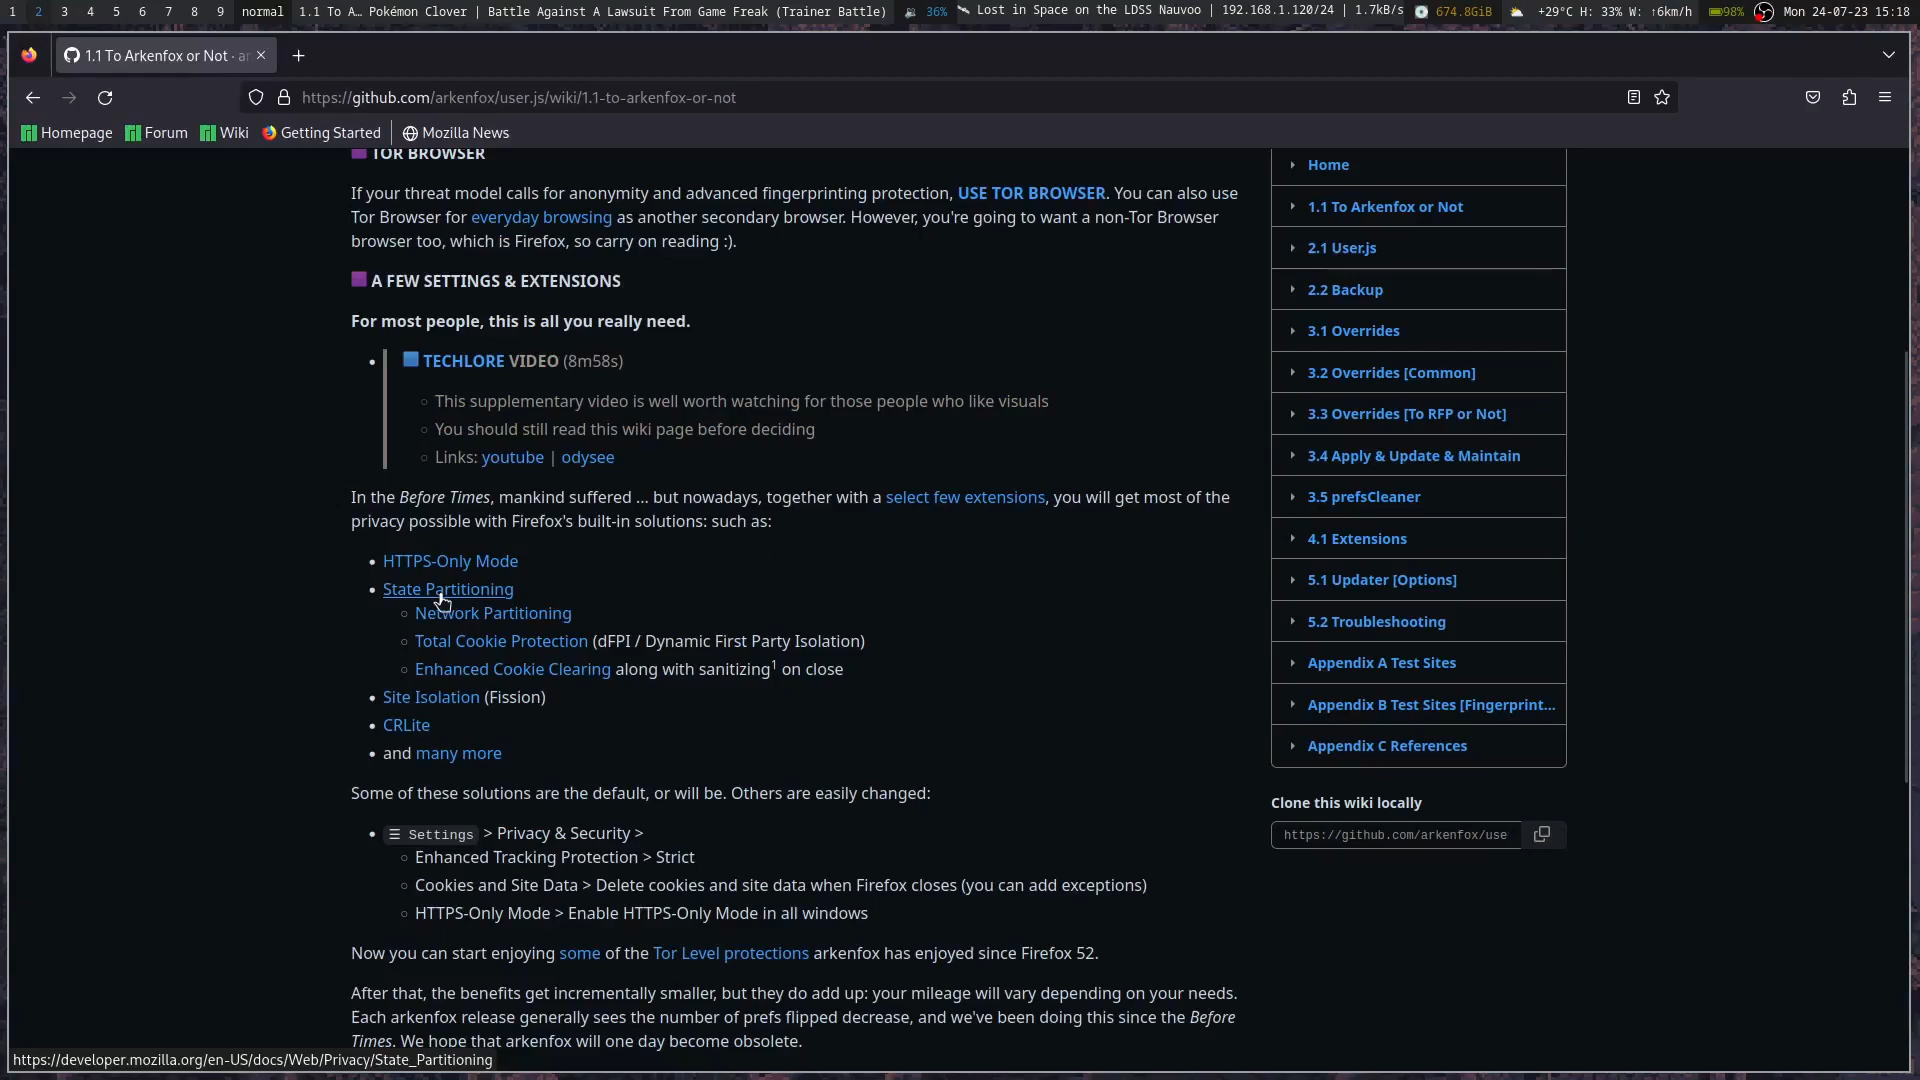 1 2 3 4 5 6 7 8 9 normal 1.1 To A… Pokémon Clover | Battle Against A Lawsuit From Game Freak (Trainer Battle) 36% Lost in Space on the LDSS Nauvoo | 192.168.1.120/24 | 1.7kB/s 674.8GiB +29°C H: 33% W: ↑6km/h 98% Mon 24-07-23 15:18
1.1 To Arkenfox or Not · ar
https://github.com/arkenfox/user.js/wiki/1.1-to-arkenfox-or-not
Homepage Forum Wiki Getting Started Mozilla News
TOR BROWSER
If your threat model calls for anonymity and advanced fingerprinting protection, USE TOR BROWSER. You can also use
Tor Browser for everyday browsing as another secondary browser. However, you're going to want a non-Tor Browser
browser too, which is Firefox, so carry on reading :).
A FEW SETTINGS & EXTENSIONS
For most people, this is all you really need.
TECHLORE VIDEO (8m58s)
This supplementary video is well worth watching for those people who like visuals
You should still read this wiki page before deciding
Links: youtube | odysee
In the Before Times, mankind suffered ... but nowadays, together with a select few extensions, you will get most of the
privacy possible with Firefox's built-in solutions: such as:
HTTPS-Only Mode
State Partitioning
Network Partitioning
Total Cookie Protection (dFPI / Dynamic First Party Isolation)
Enhanced Cookie Clearing along with sanitizing1 on close
Site Isolation (Fission)
CRLite
and many more
Some of these solutions are the default, or will be. Others are easily changed:
☰ Settings > Privacy & Security >
Enhanced Tracking Protection > Strict
Cookies and Site Data > Delete cookies and site data when Firefox closes (you can add exceptions)
HTTPS-Only Mode > Enable HTTPS-Only Mode in all windows
Now you can start enjoying some of the Tor Level protections arkenfox has enjoyed since Firefox 52.
After that, the benefits get incrementally smaller, but they do add up: your mileage will vary depending on your needs.
Each arkenfox release generally sees the number of prefs flipped decrease, and we've been doing this since the Before
Times. We hope that arkenfox will one day become obsolete.
Home
1.1 To Arkenfox or Not
2.1 User.js
2.2 Backup
3.1 Overrides
3.2 Overrides [Common]
3.3 Overrides [To RFP or Not]
3.4 Apply & Update & Maintain
3.5 prefsCleaner
4.1 Extensions
5.1 Updater [Options]
5.2 Troubleshooting
Appendix A Test Sites
Appendix B Test Sites [Fingerprint...
Appendix C References
Clone this wiki locally
https://github.com/arkenfox/use
https://developer.mozilla.org/en-US/docs/Web/Privacy/State_Partitioning